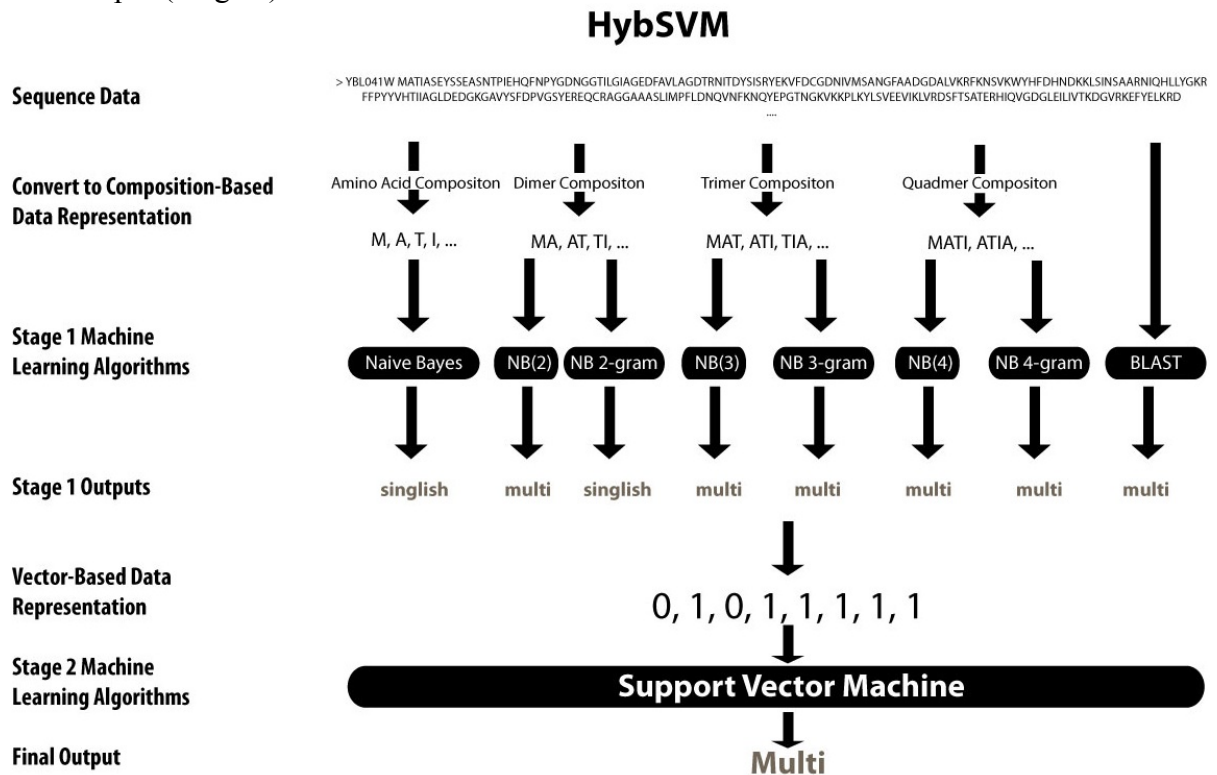 HybSVM
Sequence Data
> YBL041W MATIASEYSSEASNTPIEHQFNPYGDNGGTILGIAGEDFAVLAGDTRNITDYSISRYEKVFDCGDNIVMSANGFAADGDALVKRFKNSVKWYHFDHNDKKLSINSAARNIQHLLYGKR
FFPYYVHTIIAGLDEDGKGAVYSFDPVGSYEREQCRAGGAAASLIMPFLDNQVNFKNQYEPGTNGKVKKPLKYLSVEEVIKLVRDSFTSATERHIQVGDGLEILIVTKDGVRKEFYELKRD
....
Convert to Composition-Based
Data Representation
Amino Acid Compositon Dimer Compositon Trimer Compositon Quadmer Compositon
M, A, T, I, ... MA, AT, TI, ... MAT, ATI, TIA, ... MATI, ATIA, ...
Stage 1 Machine
Learning Algorithms
Naive Bayes NB(2) NB 2-gram NB(3) NB 3-gram NB(4) NB 4-gram BLAST
Stage 1 Outputs
singlish multi singlish multi multi multi multi multi
Vector-Based Data
Representation
0, 1, 0, 1, 1, 1, 1, 1
Stage 2 Machine
Learning Algorithms
Support Vector Machine
Final Output
Multi